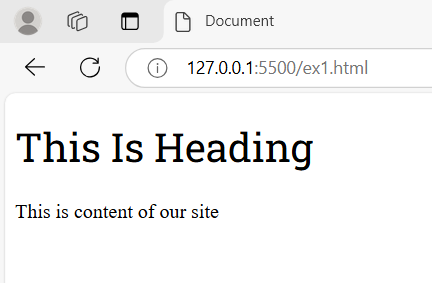 Document
127.0.0.1:5500/ex1.html
This Is Heading
This is content of our site